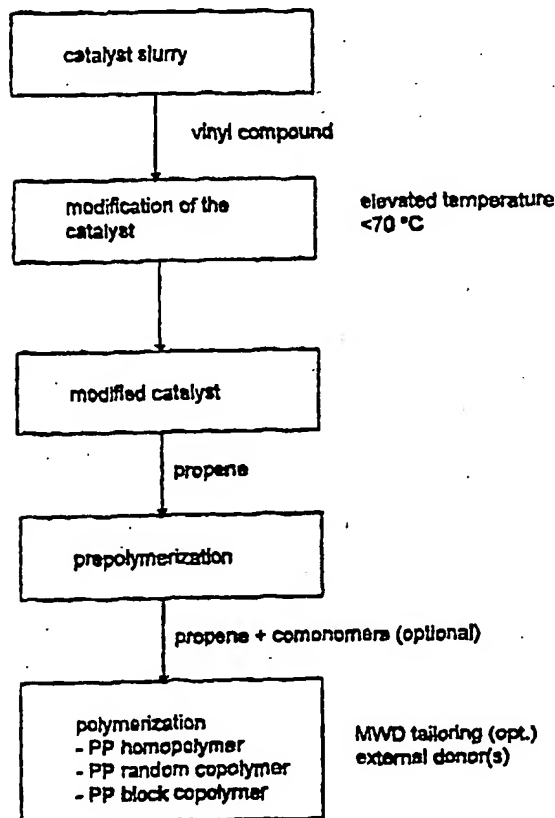 catalyst slurry
vinyl compound
modification of the
catalyst
elevated temperature
<70 °C
modified catalyst
propene
prepolymerization
propene + comonomers (optional)
polymerization
- PP homopolymer
- PP random copolymer
- PP block copolymer
MWD tailoring (opt.)
external donor(s)